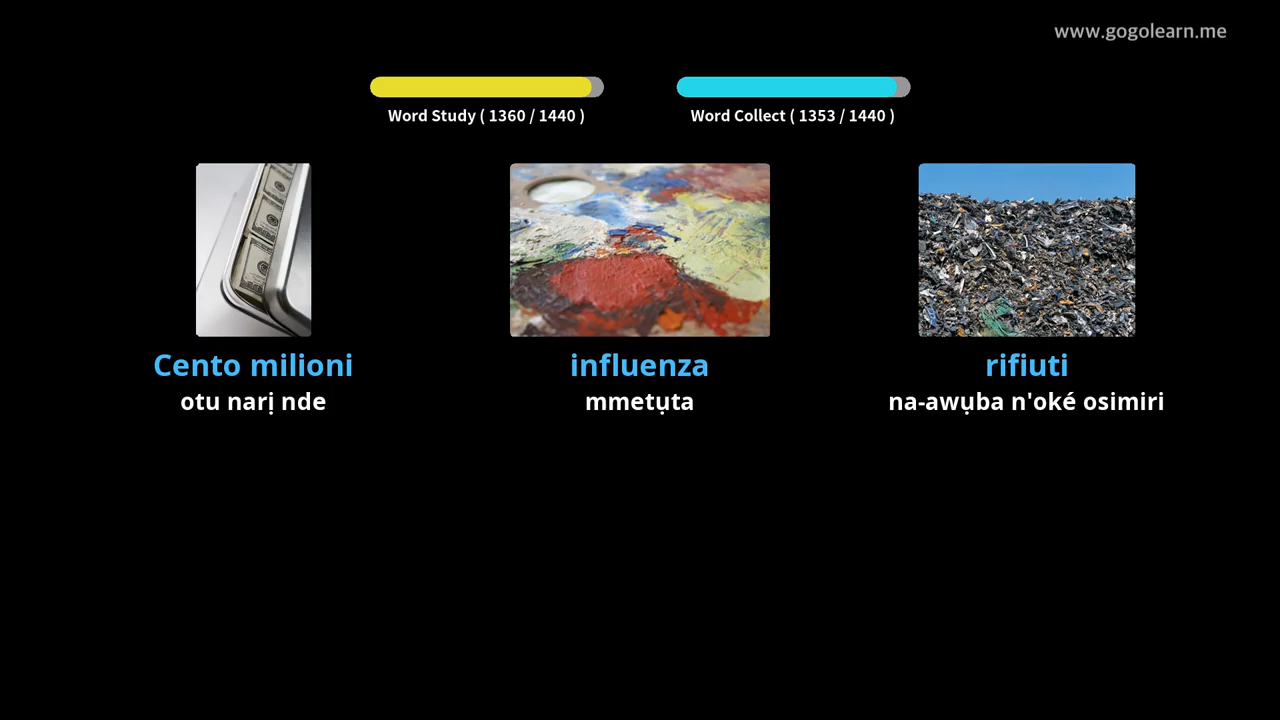 www.gogolearn.me
Word Study ( 1360 / 1440 )
Word Collect ( 1353 / 1440 )
Cento milioni
otu narị nde
influenza
mmetụta
rifiuti
na-awụba n'oké osimiri